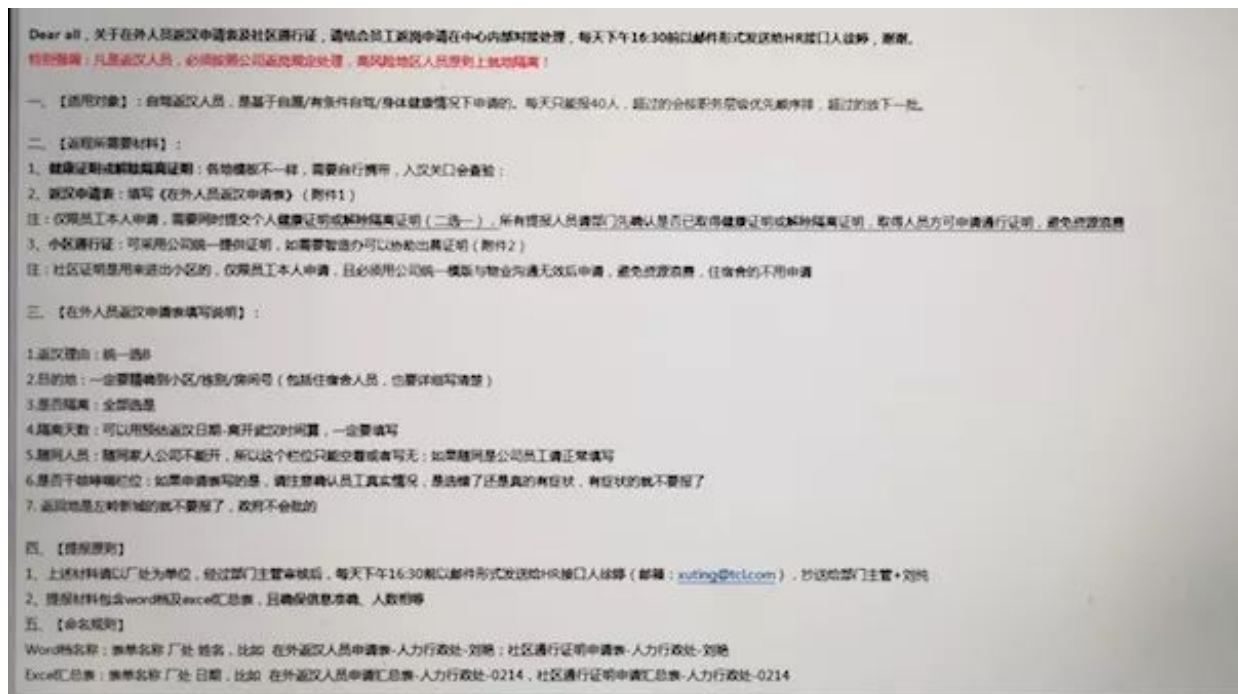 Dear all，关于在外人员返汉申请表及社区通行证，请结合员工返岗申请在中心内部对接处理，每天下午16:30前以邮件形式发送给HR接口人徐婷，谢谢。
特别强调：凡是返汉人员，必须按照公司返岗规定处理，高风险地区人员原则上就地隔离！
一、【适用对象】：自驾返汉人员，是基于自愿/有条件自驾/身体健康情况下申请的。每天只能报40人，超过的会按职务层级优先顺序排，超过的放下一批。
二、【返程所需要材料】：
1、健康证明或解除隔离证明：各地模板不一样，需要自行携带，入汉关口会查验；
2、返汉申请表：填写《在外人员返汉申请表》（附件1）
注：仅限员工本人申请，需要同时提交个人健康证明或解除隔离证明（二选一），所有提报人员请部门先确认是否已取得健康证明或解除隔离证明，取得人员方可申请通行证明，避免资源浪费
3、小区通行证：可采用公司统一提供证明，如需要智造办可以协助出具证明（附件2）
注：社区证明是用来进出小区的，仅限员工本人申请，且必须用公司统一模版与物业沟通无效后申请，避免资源浪费，住宿舍的不用申请
三、【在外人员返汉申请表填写说明】：
1.返汉理由：统一选B
2.目的地：一定要精确到小区/栋别/房间号（包括住宿舍人员，也要详细写清楚）
3.是否隔离：全部选是
4.隔离天数：可以用预估返汉日期-离开武汉时间算，一定要填写
5.随同人员：随同家人公司不能开，所以这个栏位只能空着或者写无；如果随同是公司员工请正常填写
6.是否干咳哮喘栏位：如果申请表写的是，请注意确认员工真实情况，是选错了还是真的有症状，有症状的就不要报了
7. 返回地是左岭新城的就不要报了，政府不会批的
四、【提报原则】
1、上述材料请以厂处为单位，经过部门主管审核后，每天下午16:30前以邮件形式发送给HR接口人徐婷（邮箱：xuting@tcl.com），抄送给部门主管+刘纯
2、提报材料包含word档及excel汇总表，且确保信息准确、人数相等
五、【命名规则】
Word档名称：表单名称 厂处 姓名，比如 在外返汉人员申请表-人力行政处-刘艳；社区通行证明申请表-人力行政处-刘艳
Excel汇总表：表单名称 厂处 日期，比如 在外返汉人员申请汇总表-人力行政处-0214，社区通行证明申请汇总表-人力行政处-0214